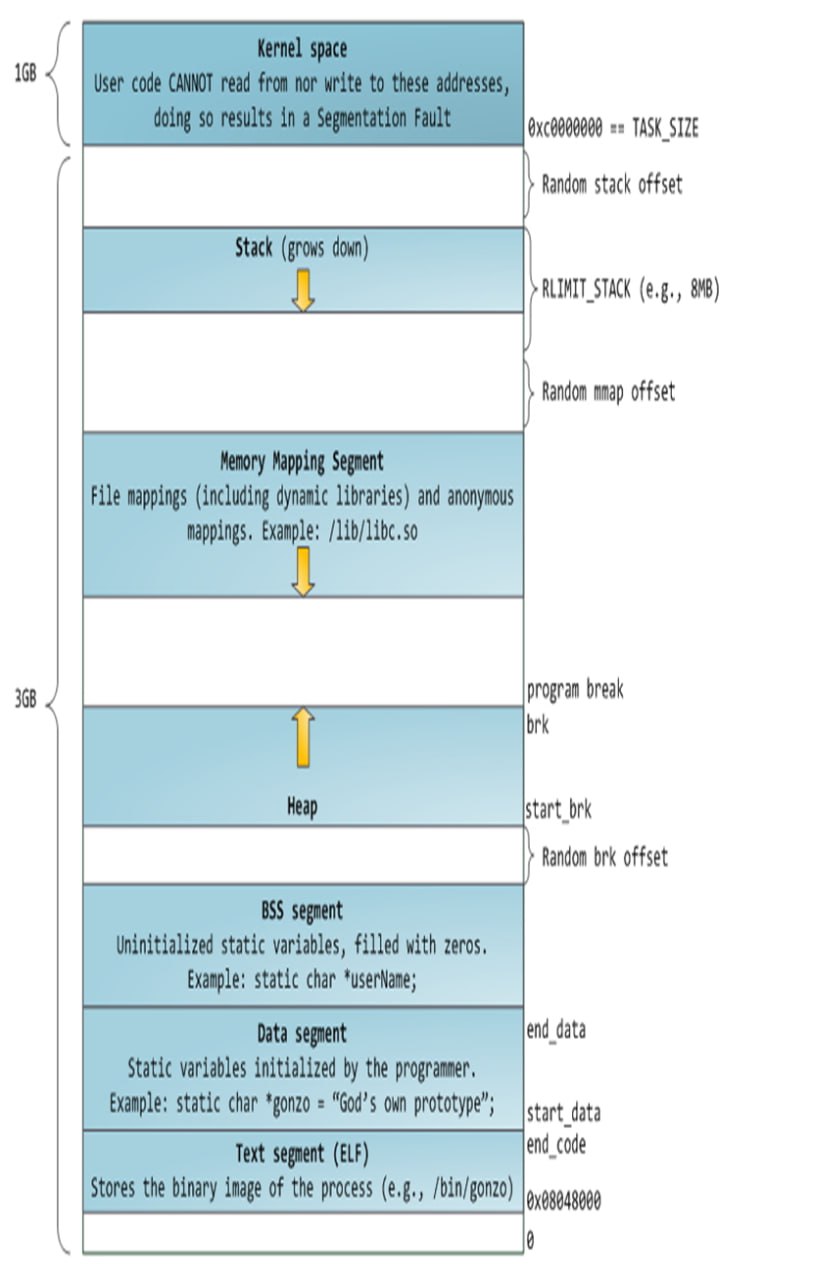 Kernel space
1GB
User code CANNOT read from nor write to these addresses,
doing so results in a Segmentation Fault
0xc0000000 == TASK_SIZE
Random stack offset
Stack (grows down)
RLIMIT_STACK (e.g., 8MB)
Random mmap offset
Memory Mapping Segment
File mappings (including dynamic libraries) and anonymous
mappings. Example: /lib/libc.so
3GB
program break
brk
Heap
start_brk
Random brk offset
BSS segment
Uninitialized static variables, filled with zeros.
Example: static char *userName;
Data segment
end_data
Static variables initialized by the programmer.
Example: static char *gonzo = “God’s own prototype”;
start_data
end_code
Text segment (ELF)
Stores the binary image of the process (e.g., /bin/gonzo)
0x08048000
0